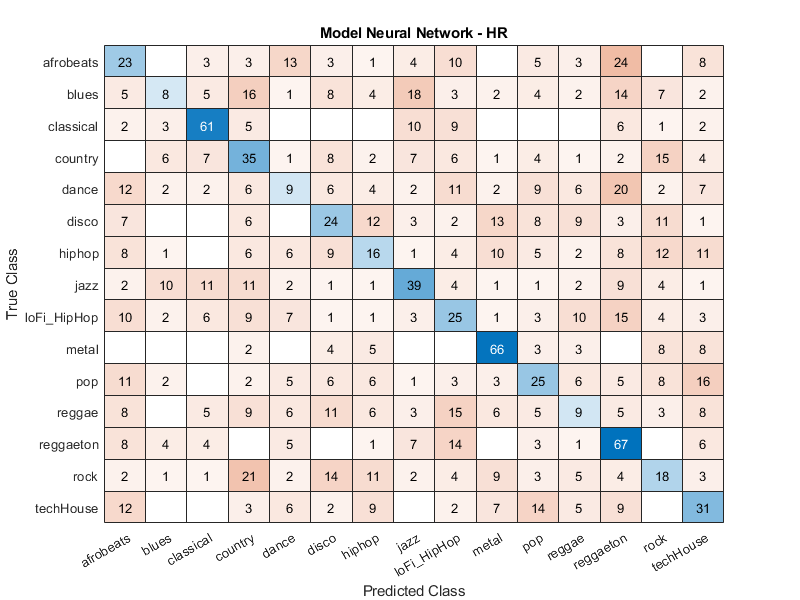 Model Neural Network - HR
True Class
afrobeats 23 3 3 13 3 1 4 10 5 3 24 8
blues 5 8 5 16 1 8 4 18 3 2 4 2 14 7 2
classical 2 3 61 5 10 9 6 1 2
country 6 7 35 1 8 2 7 6 1 4 1 2 15 4
dance 12 2 2 6 9 6 4 2 11 2 9 6 20 2 7
disco 7 6 24 12 3 2 13 8 9 3 11 1
hiphop 8 1 6 6 9 16 1 4 10 5 2 8 12 11
jazz 2 10 11 11 2 1 1 39 4 1 1 2 9 4 1
loFi_HipHop 10 2 6 9 7 1 1 3 25 1 3 10 15 4 3
metal 2 4 5 66 3 3 8 8
pop 11 2 2 5 6 6 1 3 3 25 6 5 8 16
reggae 8 5 9 6 11 6 3 15 6 5 9 5 3 8
reggaeton 8 4 4 5 1 7 14 3 1 67 6
rock 2 1 1 21 2 14 11 2 4 9 3 5 4 18 3
techHouse 12 3 6 2 9 2 7 14 5 9 31
afrobeats blues classical country dance disco hiphop jazz loFi_HipHop metal pop reggae reggaeton rock techHouse
Predicted Class